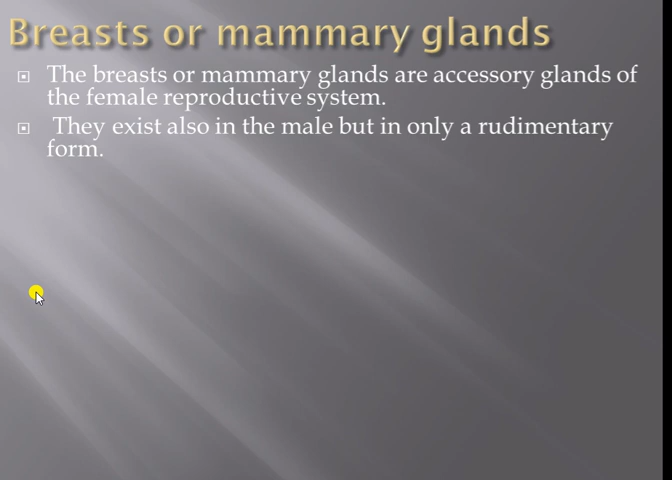 Breasts or mammary glands
The breasts or mammary glands are accessory glands of
the female reproductive system.
They exist also in the male but in only a rudimentary
form.